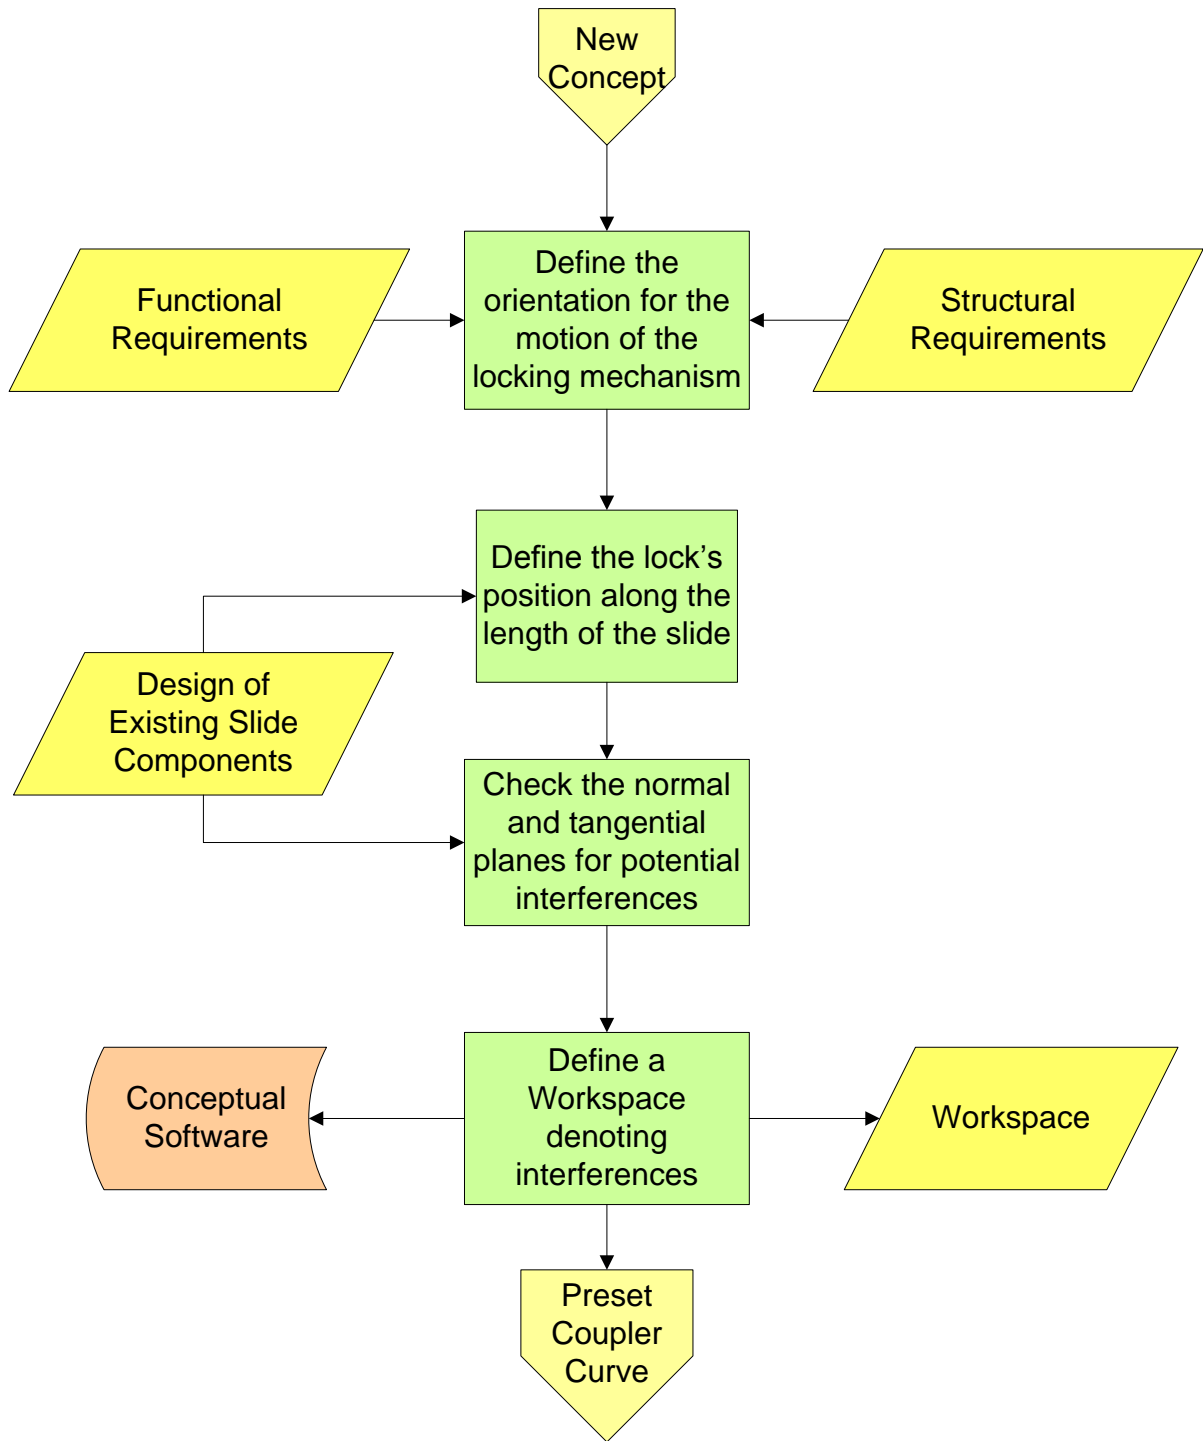 New
Concept
Functional
Requirements
Define the
orientation for the
motion of the
locking mechanism
Structural
Requirements
Define the lock’s
position along the
length of the slide
Design of
Existing Slide
Components
Check the normal
and tangential
planes for potential
interferences
Conceptual
Software
Define a
Workspace
denoting
interferences
Workspace
Preset
Coupler
Curve